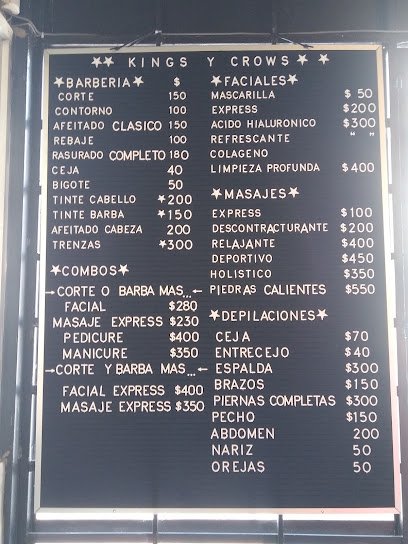 ★★ KINGS Y CROWS ★★
★BARBERIA★ $
CORTE 150
CONTORNO 100
AFEITADO CLASICO 150
REBAJE 100
RASURADO COMPLETO 180
CEJA 40
BIGOTE 50
TINTE CABELLO ★200
TINTE BARBA ★150
AFEITADO CABEZA 200
TRENZAS ★300
★COMBOS★
→CORTE O BARBA MAS...←
FACIAL $280
MASAJE EXPRESS $230
PEDICURE $400
MANICURE $350
→CORTE Y BARBA MAS...←
FACIAL EXPRESS $400
MASAJE EXPRESS $350
★FACIALES★
MASCARILLA $ 50
EXPRESS $200
ACIDO HIALURONICO $300
REFRESCANTE " "
COLAGENO
LIMPIEZA PROFUNDA $400
★MASAJES★
EXPRESS $100
DESCONTRACTURANTE $200
RELAJANTE $400
DEPORTIVO $450
HOLISTICO $350
PIEDRAS CALIENTES $550
★DEPILACIONES★
CEJA $70
ENTRECEJO $40
ESPALDA $300
BRAZOS $150
PIERNAS COMPLETAS $300
PECHO $150
ABDOMEN 200
NARIZ 50
OREJAS 50